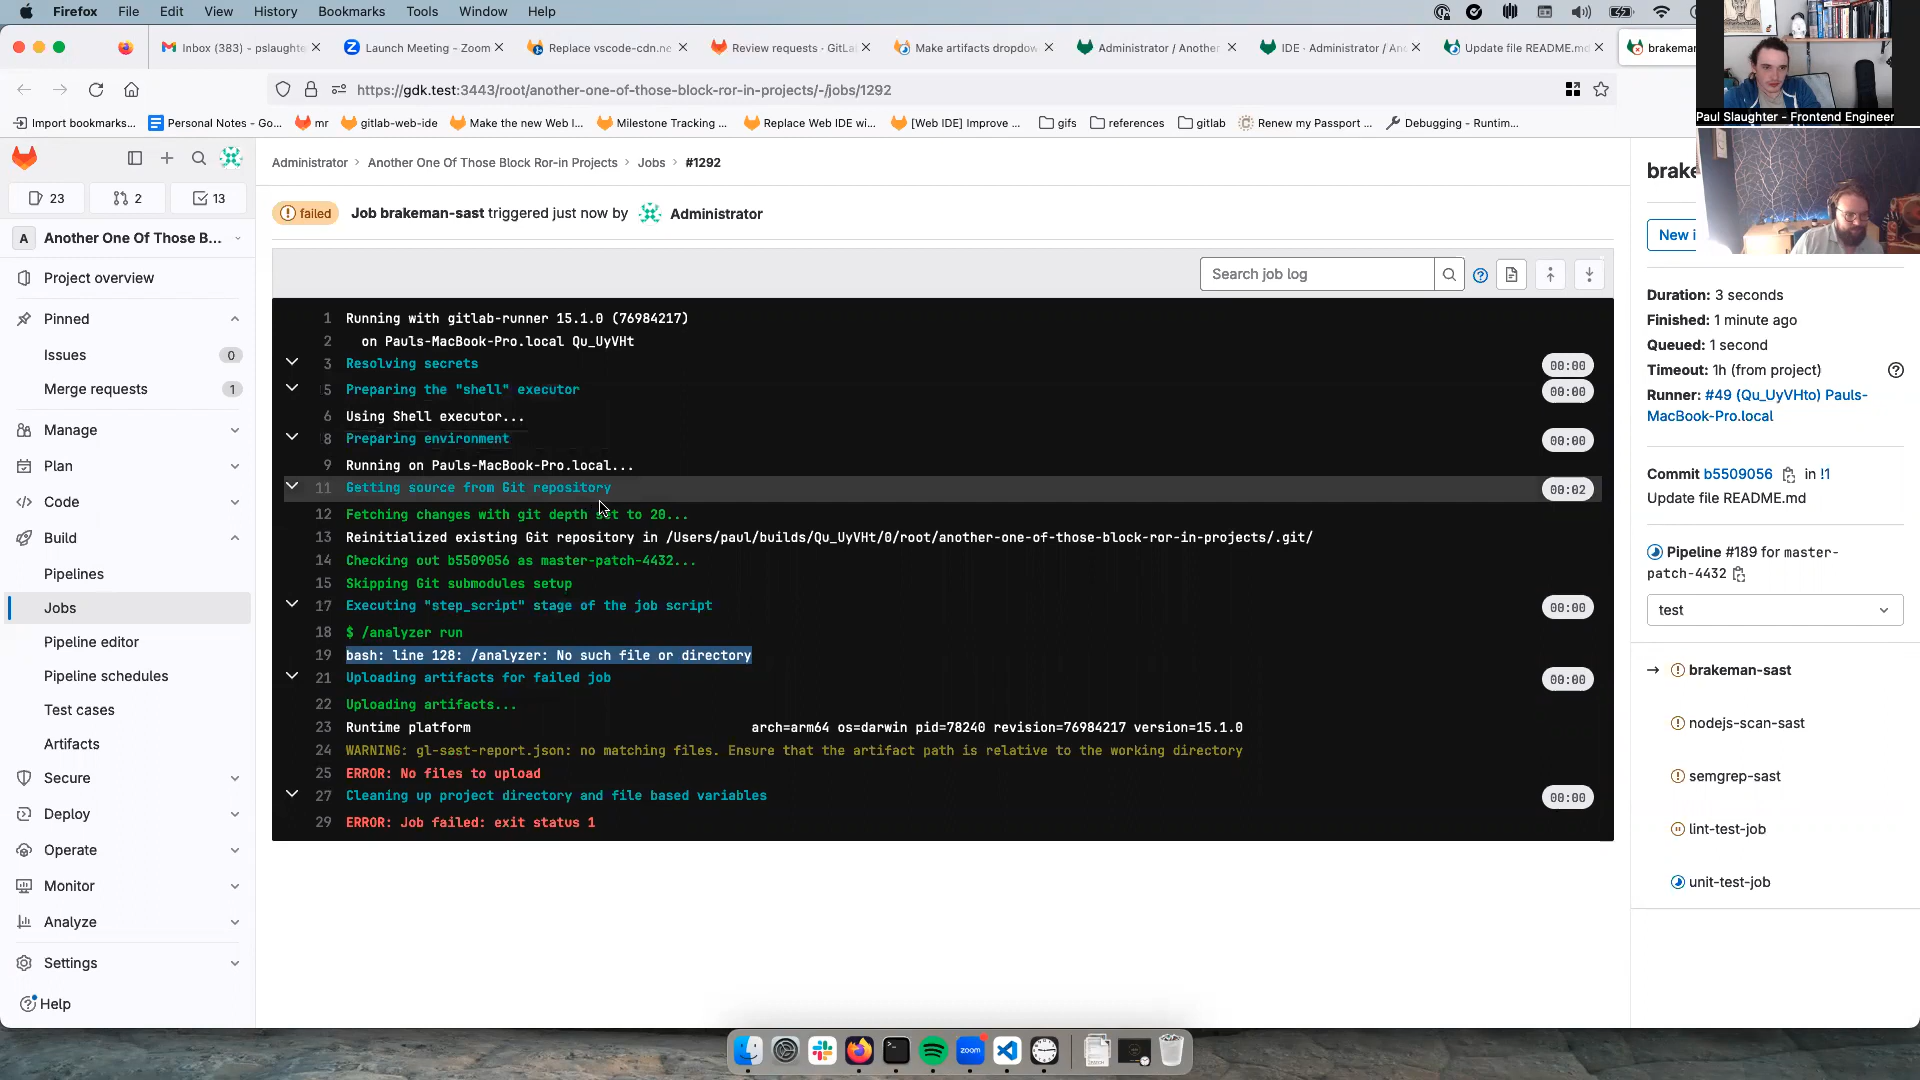 Firefox File Edit View History Bookmarks Tools Window Help
Inbox (383) - pslaughte
Launch Meeting - Zoom
Replace vscode-cdn.ne
Review requests · GitLa
Make artifacts dropdow
Administrator / Another
IDE · Administrator / An
Update file README.md
brakeman
https://gdk.test:3443/root/another-one-of-those-block-ror-in-projects/-/jobs/1292
Paul Slaughter - Frontend Engineer
Import bookmarks...
Personal Notes - Go...
mr
gitlab-web-ide
Make the new Web I...
Milestone Tracking ...
Replace Web IDE wi...
[Web IDE] Improve ...
gifs
references
gitlab
Renew my Passport ...
Debugging - Runtim...
23
2
13
A Another One Of Those B...
Project overview
Pinned
Issues 0
Merge requests 1
Manage
Plan
Code
Build
Pipelines
Jobs
Pipeline editor
Pipeline schedules
Test cases
Artifacts
Secure
Deploy
Operate
Monitor
Analyze
Settings
Help
Administrator > Another One Of Those Block Ror-in Projects > Jobs > #1292
failed Job brakeman-sast triggered just now by Administrator
Search job log
1 Running with gitlab-runner 15.1.0 (76984217)
2 on Pauls-MacBook-Pro.local Qu_UyVHt
3 Resolving secrets 00:00
5 Preparing the "shell" executor 00:00
6 Using Shell executor...
8 Preparing environment 00:00
9 Running on Pauls-MacBook-Pro.local...
11 Getting source from Git repository 00:02
12 Fetching changes with git depth set to 20...
13 Reinitialized existing Git repository in /Users/paul/builds/Qu_UyVHt/0/root/another-one-of-those-block-ror-in-projects/.git/
14 Checking out b5509056 as master-patch-4432...
15 Skipping Git submodules setup
17 Executing "step_script" stage of the job script 00:00
18 $ /analyzer run
19 bash: line 128: /analyzer: No such file or directory
21 Uploading artifacts for failed job 00:00
22 Uploading artifacts...
23 Runtime platform arch=arm64 os=darwin pid=78240 revision=76984217 version=15.1.0
24 WARNING: gl-sast-report.json: no matching files. Ensure that the artifact path is relative to the working directory
25 ERROR: No files to upload
27 Cleaning up project directory and file based variables 00:00
29 ERROR: Job failed: exit status 1
brake
New i
Duration: 3 seconds
Finished: 1 minute ago
Queued: 1 second
Timeout: 1h (from project)
Runner: #49 (Qu_UyVHto) Pauls-
MacBook-Pro.local
Commit b5509056 in !1
Update file README.md
Pipeline #189 for master-
patch-4432
test
→ brakeman-sast
nodejs-scan-sast
semgrep-sast
lint-test-job
unit-test-job
zoom